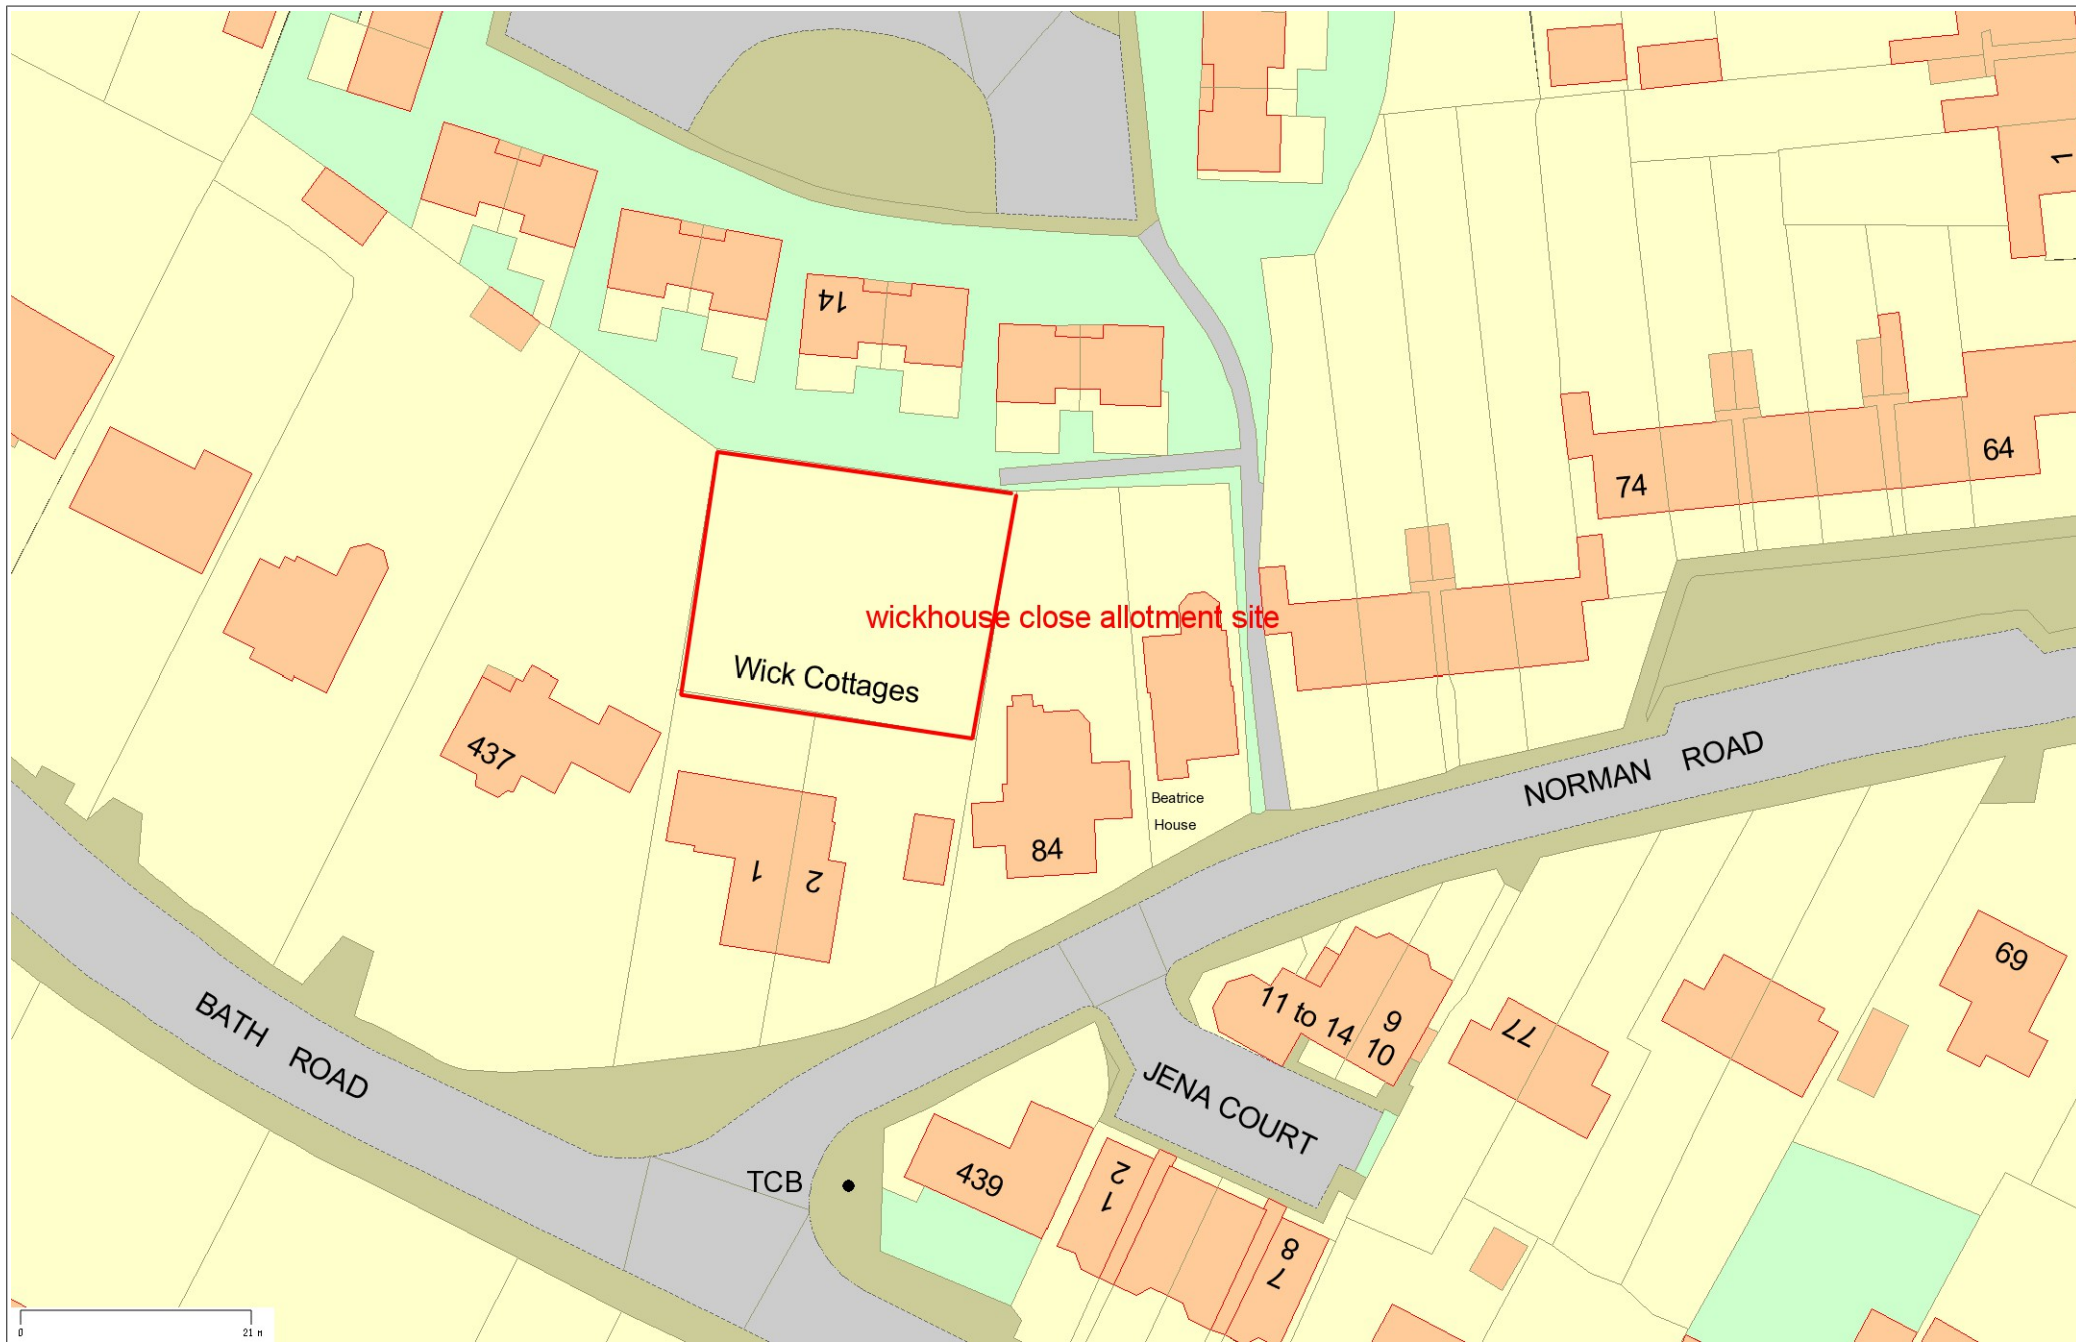 1
14
64
74
wickhouse close allotment site
Wick Cottages
437
NORMAN ROAD
Beatrice
House
84
1
2
69
11 to 14
9
10
77
BATH ROAD
JENA COURT
TCB
439
2
1
8
7
0
21 M